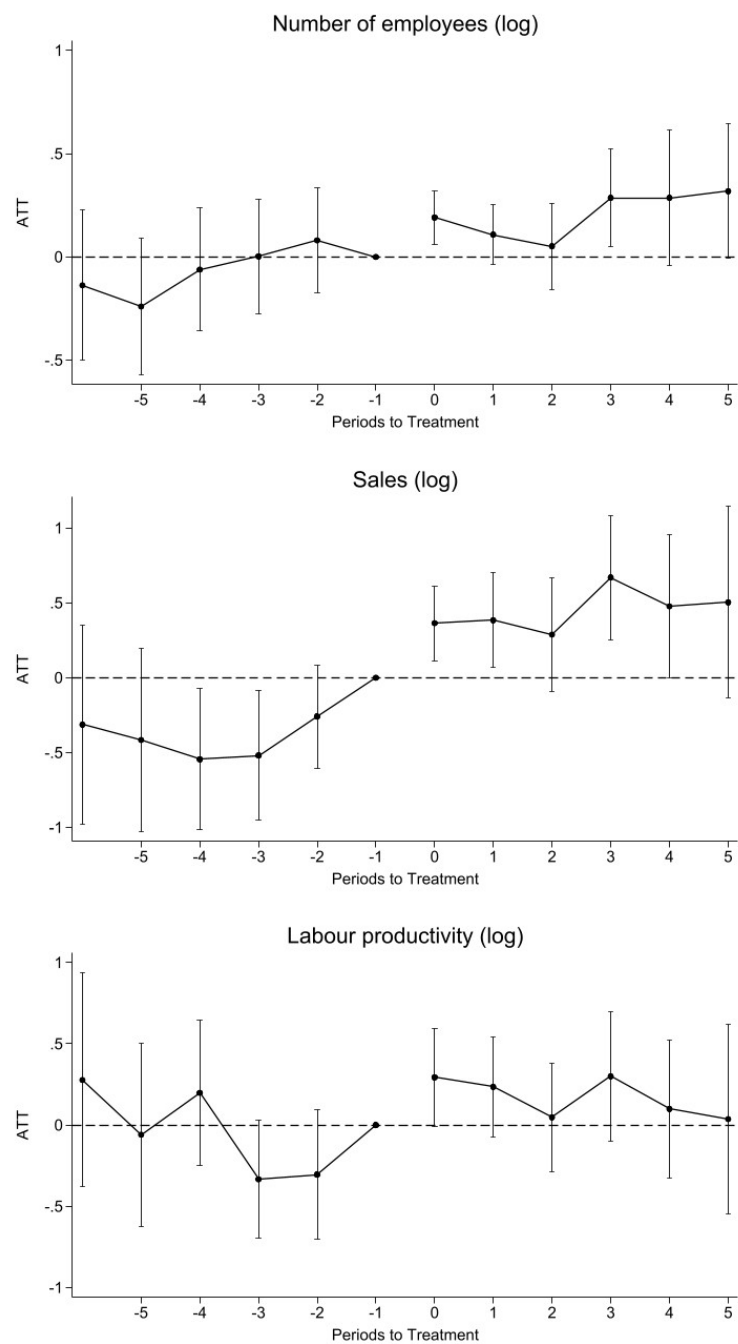 Number of employees (log)
1
.5
0
-.5
ATT
-5 -4 -3 -2 -1 0 1 2 3 4 5
Periods to Treatment
Sales (log)
1
.5
0
-.5
-1
ATT
-5 -4 -3 -2 -1 0 1 2 3 4 5
Periods to Treatment
Labour productivity (log)
1
.5
0
-.5
-1
ATT
-5 -4 -3 -2 -1 0 1 2 3 4 5
Periods to Treatment